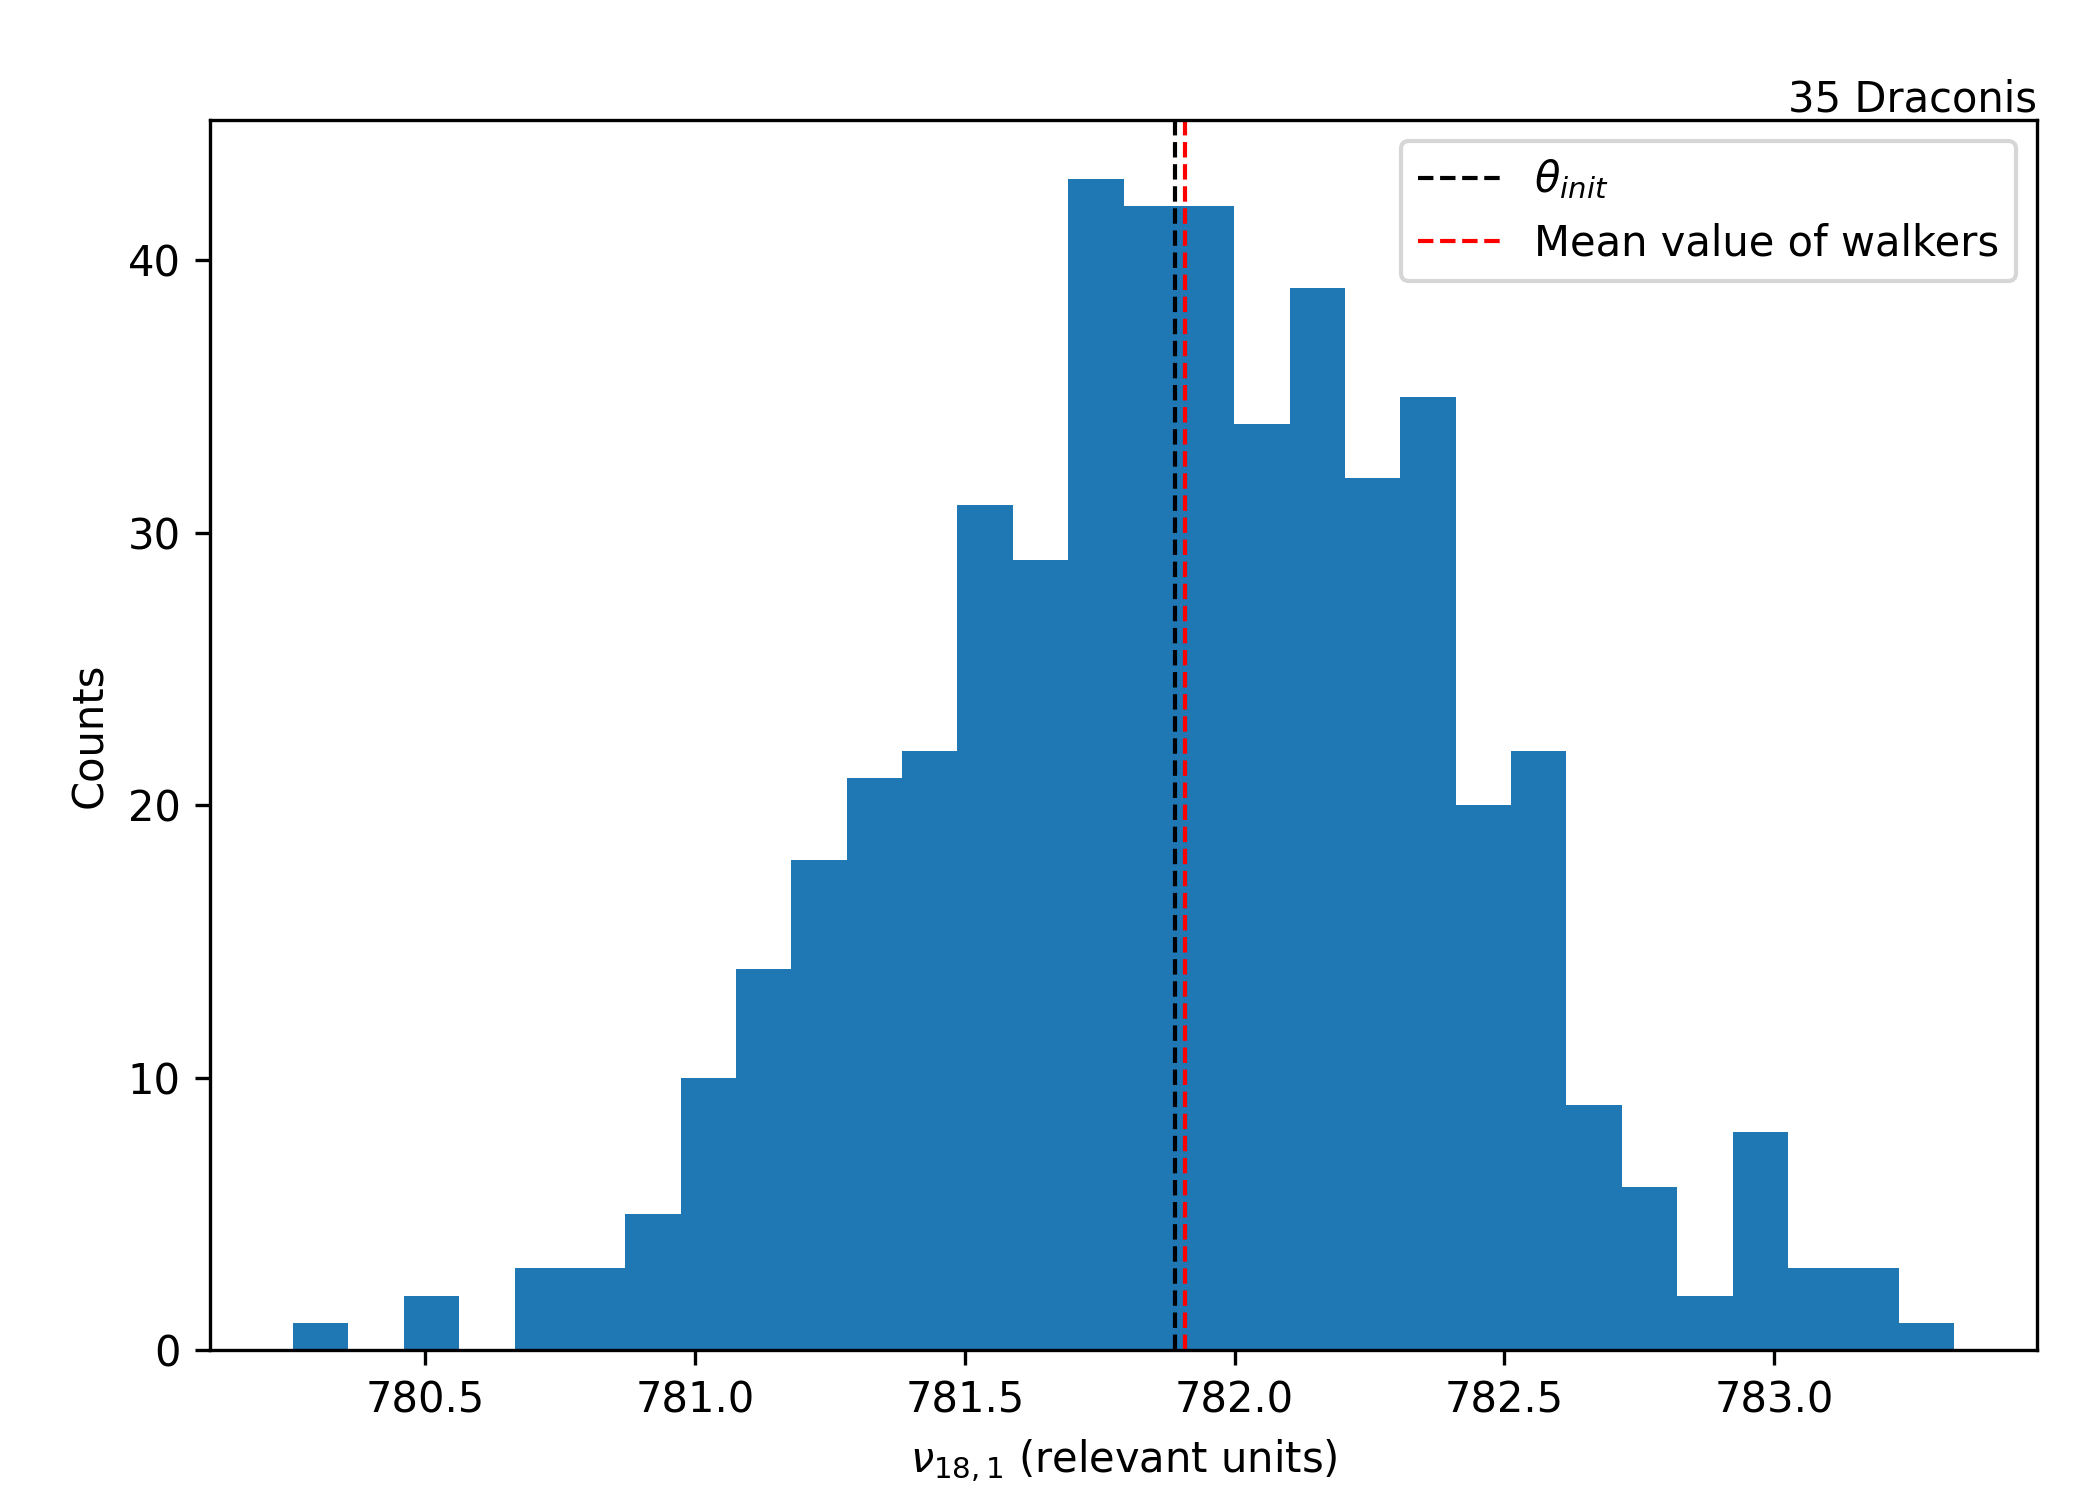 35 Draconis
θinit
Mean value of walkers
40
30
20
10
0
Counts
780.5 781.0 781.5 782.0 782.5 783.0
ν18,1 (relevant units)